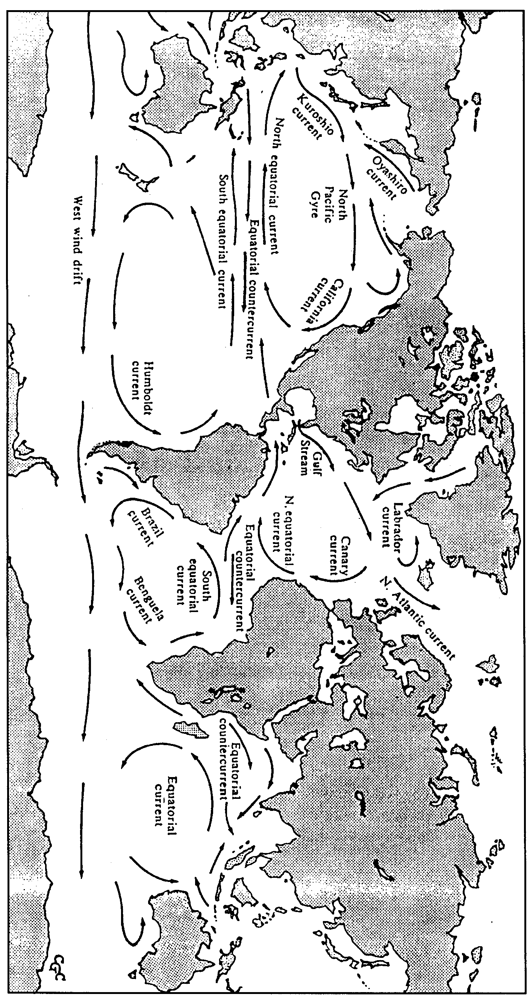 Kuroshio
current
Oyashiro
current
North
Pacific
Gyre
North equatorial current
Equatorial countercurrent
South equatorial current
California
current
West wind drift
Humboldt
current
Gulf
Stream
Labrador
current
N. equatorial
current
Canary
current
N. Atlantic current
Equatorial
countercurrent
South
equatorial
current
Brazil
current
Benguela
current
Equatorial
couniercurrent
Equatorial
current
CGC